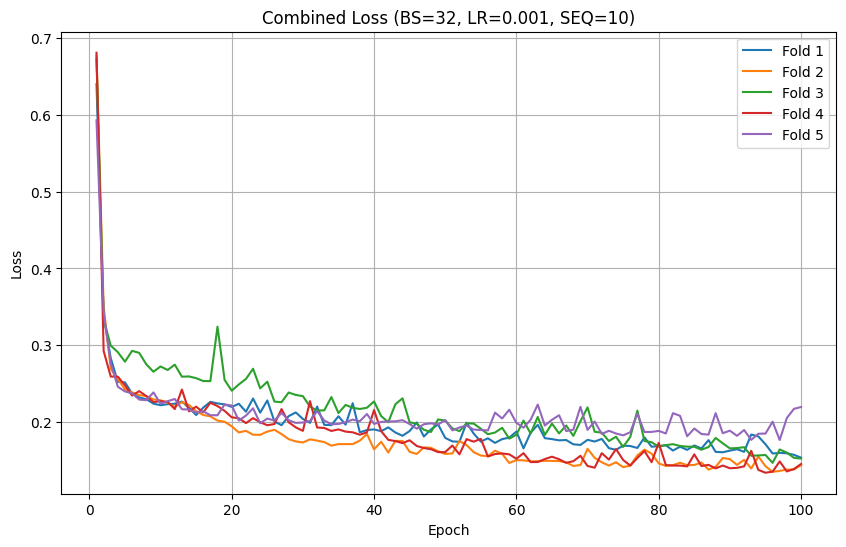 Combined Loss (BS=32, LR=0.001, SEQ=10)
Loss
0.7
0.6
0.5
0.4
0.3
0.2
Fold 1
Fold 2
Fold 3
Fold 4
Fold 5
0 20 40 60 80 100
Epoch